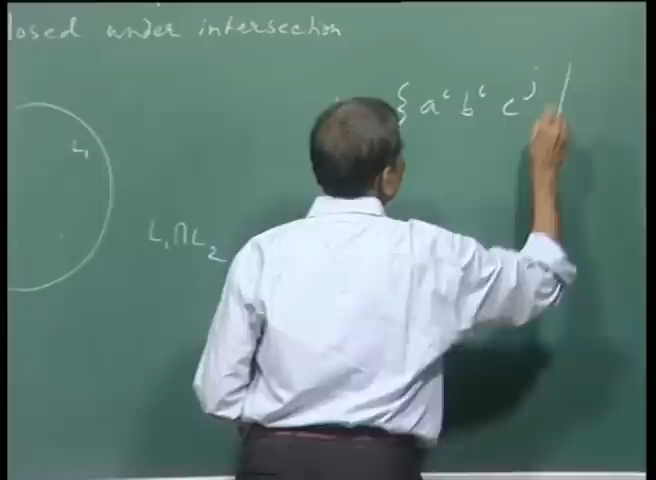 losed under intersection
{ a^i b^i c^j |
L₁
L₁ ∩ L₂